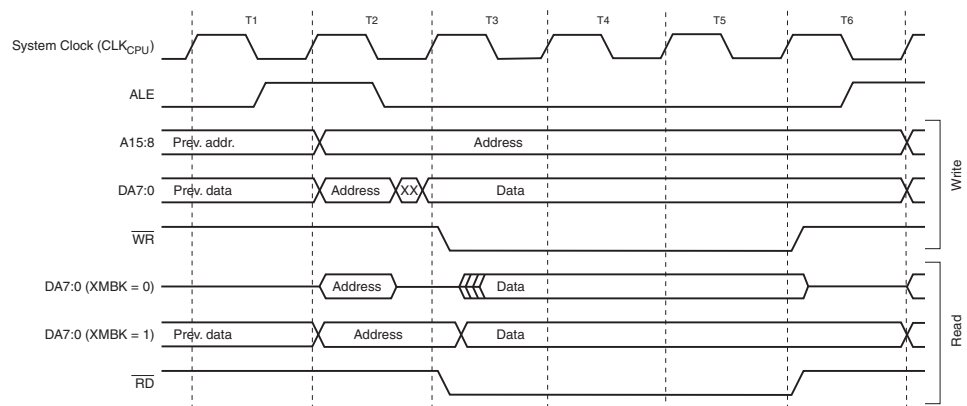 T1 T2 T3 T4 T5 T6
System Clock (CLKCPU)
ALE
A15:8 Prev. addr. Address
DA7:0 Prev. data Address XX Data
WR
Write
DA7:0 (XMBK = 0) Address Data
DA7:0 (XMBK = 1) Prev. data Address Data
RD
Read